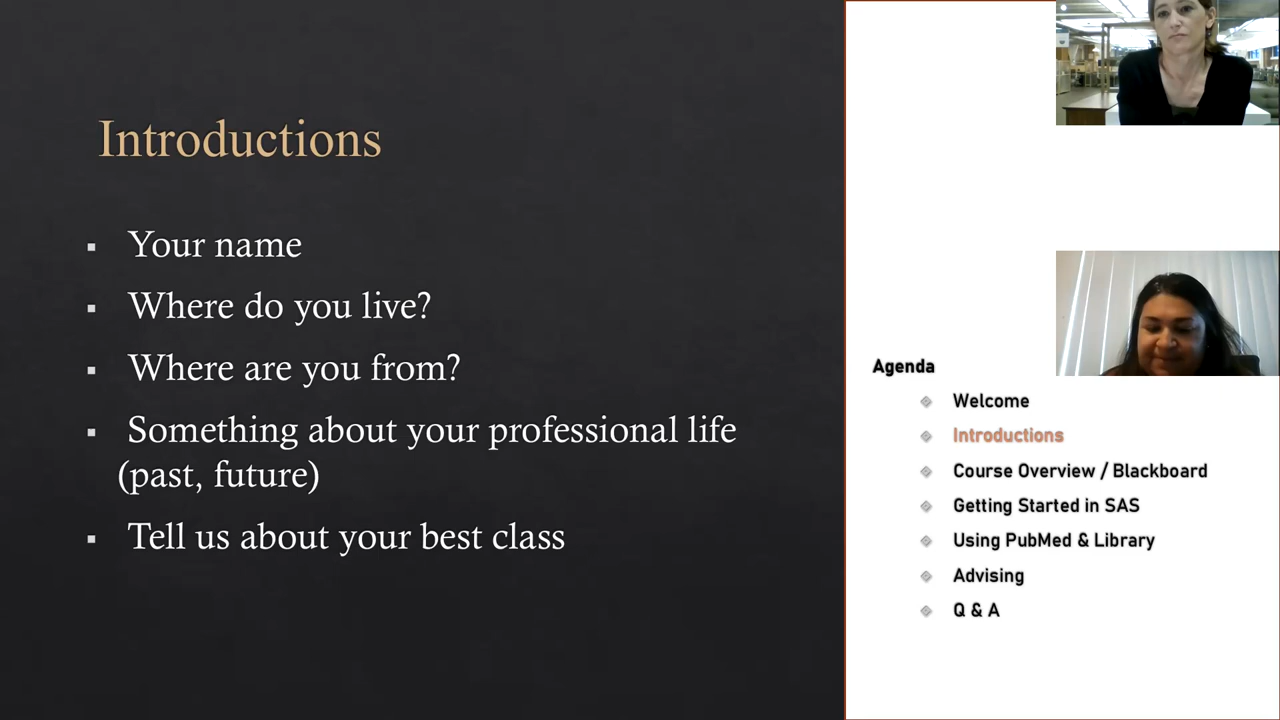 Introductions
▪ Your name
▪ Where do you live?
▪ Where are you from?
▪ Something about your professional life
(past, future)
▪ Tell us about your best class
Agenda
Welcome
Introductions
Course Overview / Blackboard
Getting Started in SAS
Using PubMed & Library
Advising
Q & A